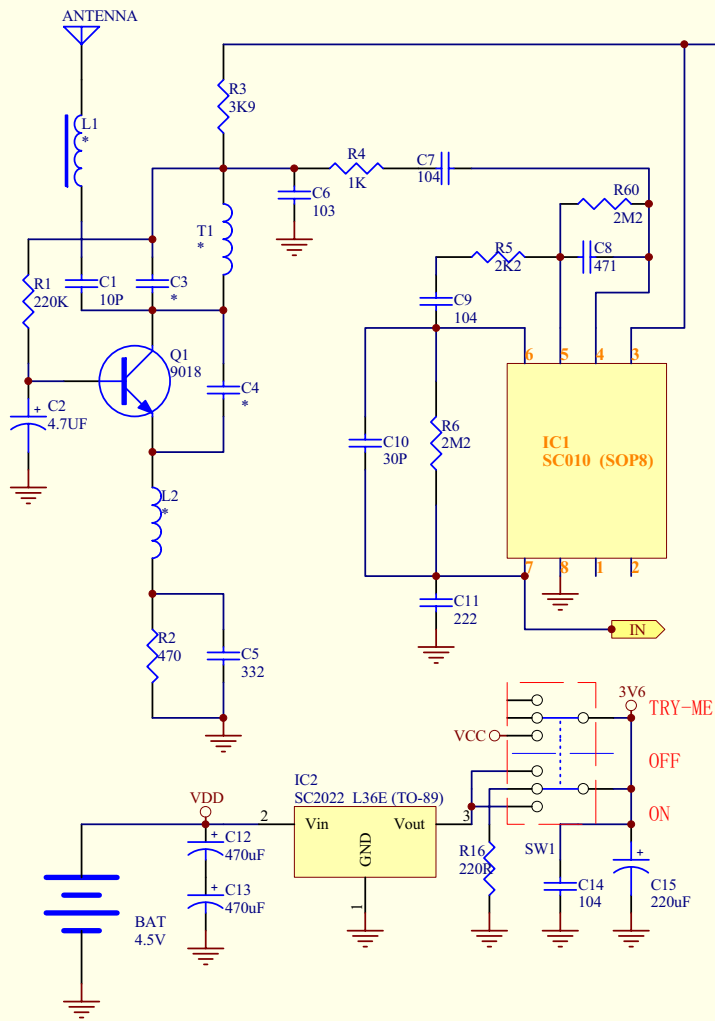 ANTENNA
L1
*
R3
3K9
R4
1K
C7
104
C6
103
R60
2M2
T1
*
R5
2K2
C8
471
R1
220K
C1
10P
C3
*
C9
104
6
5
4
3
Q1
9018
C4
*
C2
+
4.7UF
R6
2M2
C10
30P
IC1
SC010 (SOP8)
L2
*
7
8
1
2
C11
222
IN
R2
470
C5
332
3V6
TRY-ME
VCC
OFF
ON
IC2
SC2022 L36E (TO-89)
VDD
2
Vin
Vout
3
GND
1
+
C12
470uF
+
C13
470uF
R16
220R
SW1
C14
104
+
C15
220uF
BAT
4.5V